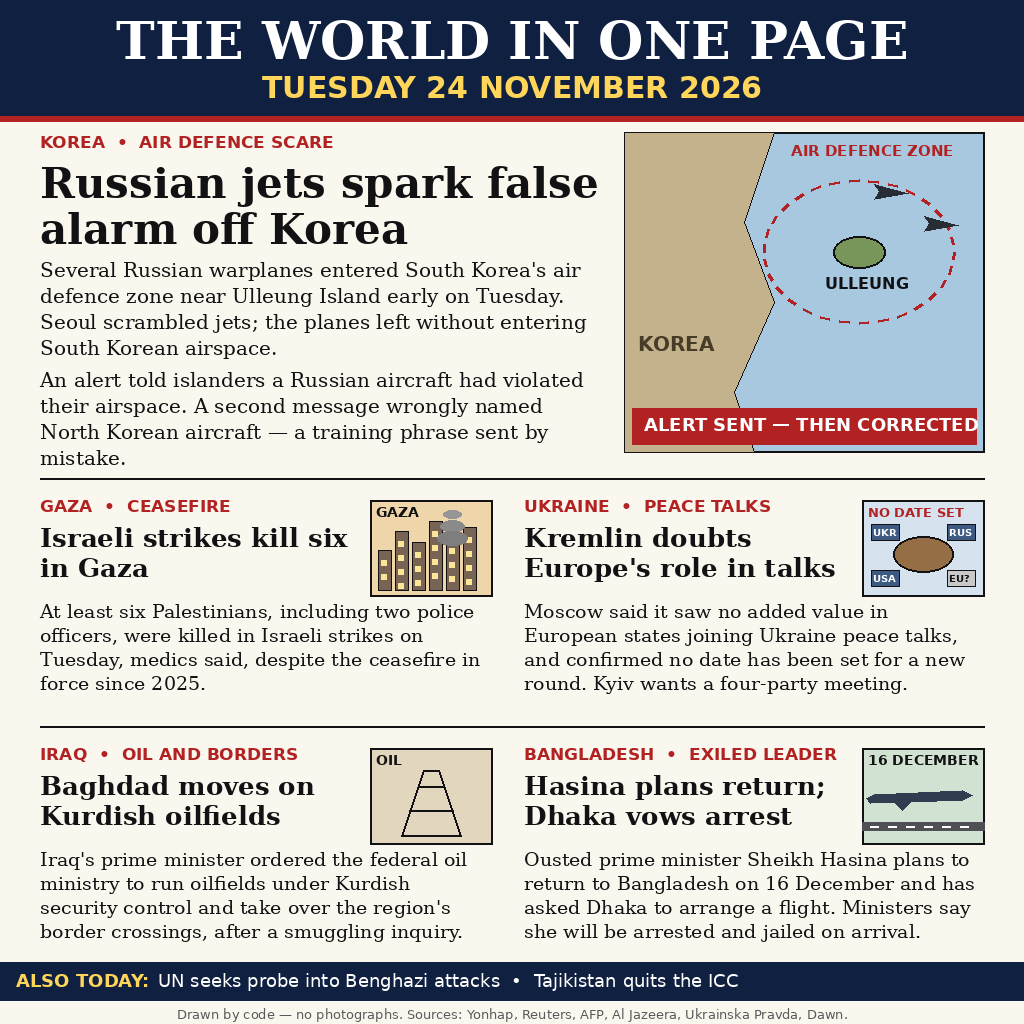 THE WORLD IN ONE PAGE
TUESDAY 24 NOVEMBER 2026
KOREA • AIR DEFENCE SCARE
Russian jets spark false
alarm off Korea
Several Russian warplanes entered South Korea's air
defence zone near Ulleung Island early on Tuesday.
Seoul scrambled jets; the planes left without entering
South Korean airspace.
An alert told islanders a Russian aircraft had violated
their airspace. A second message wrongly named
North Korean aircraft — a training phrase sent by
mistake.
AIR DEFENCE ZONE
ULLEUNG
KOREA
ALERT SENT — THEN CORRECTED
GAZA • CEASEFIRE
Israeli strikes kill six
in Gaza
GAZA
At least six Palestinians, including two police
officers, were killed in Israeli strikes on
Tuesday, medics said, despite the ceasefire in
force since 2025.
UKRAINE • PEACE TALKS
Kremlin doubts
Europe's role in talks
NO DATE SET
UKR
RUS
USA
EU?
Moscow said it saw no added value in
European states joining Ukraine peace talks,
and confirmed no date has been set for a new
round. Kyiv wants a four-party meeting.
IRAQ • OIL AND BORDERS
Baghdad moves on
Kurdish oilfields
OIL
Iraq's prime minister ordered the federal oil
ministry to run oilfields under Kurdish
security control and take over the region's
border crossings, after a smuggling inquiry.
BANGLADESH • EXILED LEADER
Hasina plans return;
Dhaka vows arrest
16 DECEMBER
Ousted prime minister Sheikh Hasina plans to
return to Bangladesh on 16 December and has
asked Dhaka to arrange a flight. Ministers say
she will be arrested and jailed on arrival.
ALSO TODAY: UN seeks probe into Benghazi attacks • Tajikistan quits the ICC
Drawn by code — no photographs. Sources: Yonhap, Reuters, AFP, Al Jazeera, Ukrainska Pravda, Dawn.